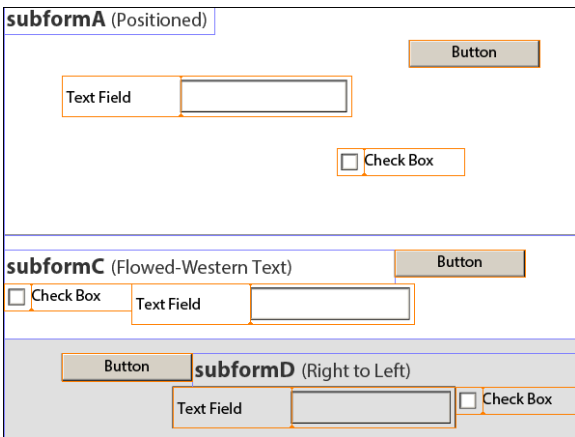 subformA (Positioned)
Button
Text Field
Check Box
subformC (Flowed-Western Text)
Button
Check Box
Text Field
Button
subformD (Right to Left)
Text Field
Check Box